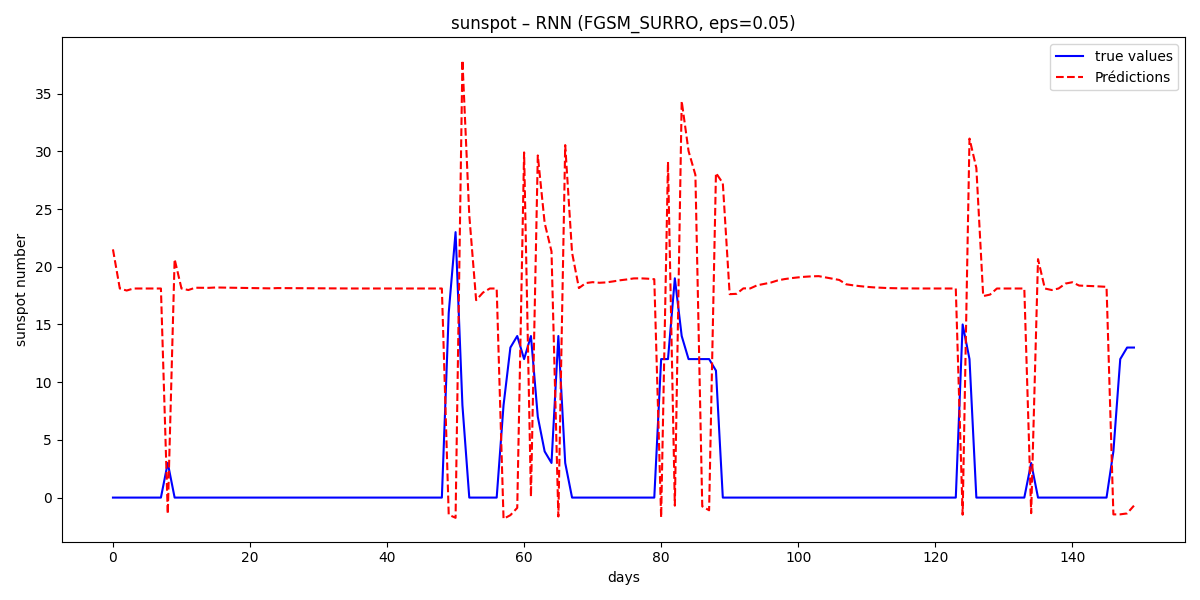 sunspot – RNN (FGSM_SURRO, eps=0.05)
true values
Prédictions
sunspot number
35
30
25
20
15
10
5
0
0 20 40 60 80 100 120 140
days